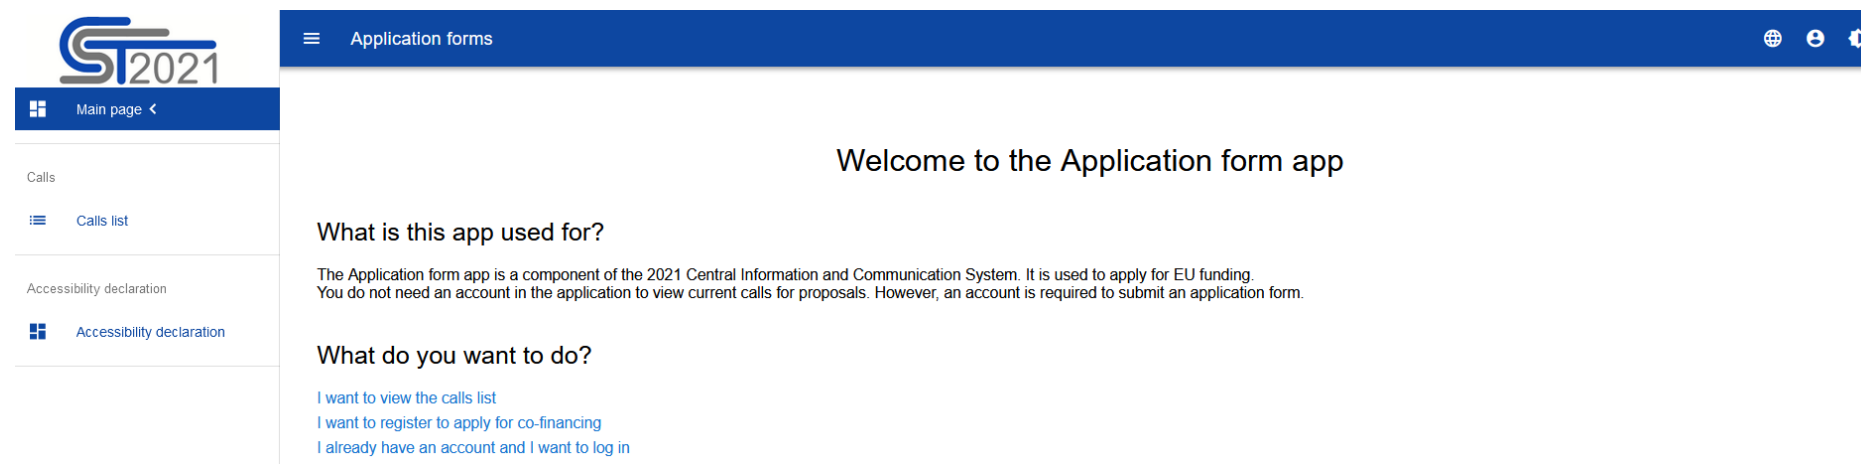 CST2021
Application forms
Main page
Calls
Calls list
Accessibility declaration
Accessibility declaration
Welcome to the Application form app
What is this app used for?
The Application form app is a component of the 2021 Central Information and Communication System. It is used to apply for EU funding.
You do not need an account in the application to view current calls for proposals. However, an account is required to submit an application form.
What do you want to do?
I want to view the calls list
I want to register to apply for co-financing
I already have an account and I want to log in